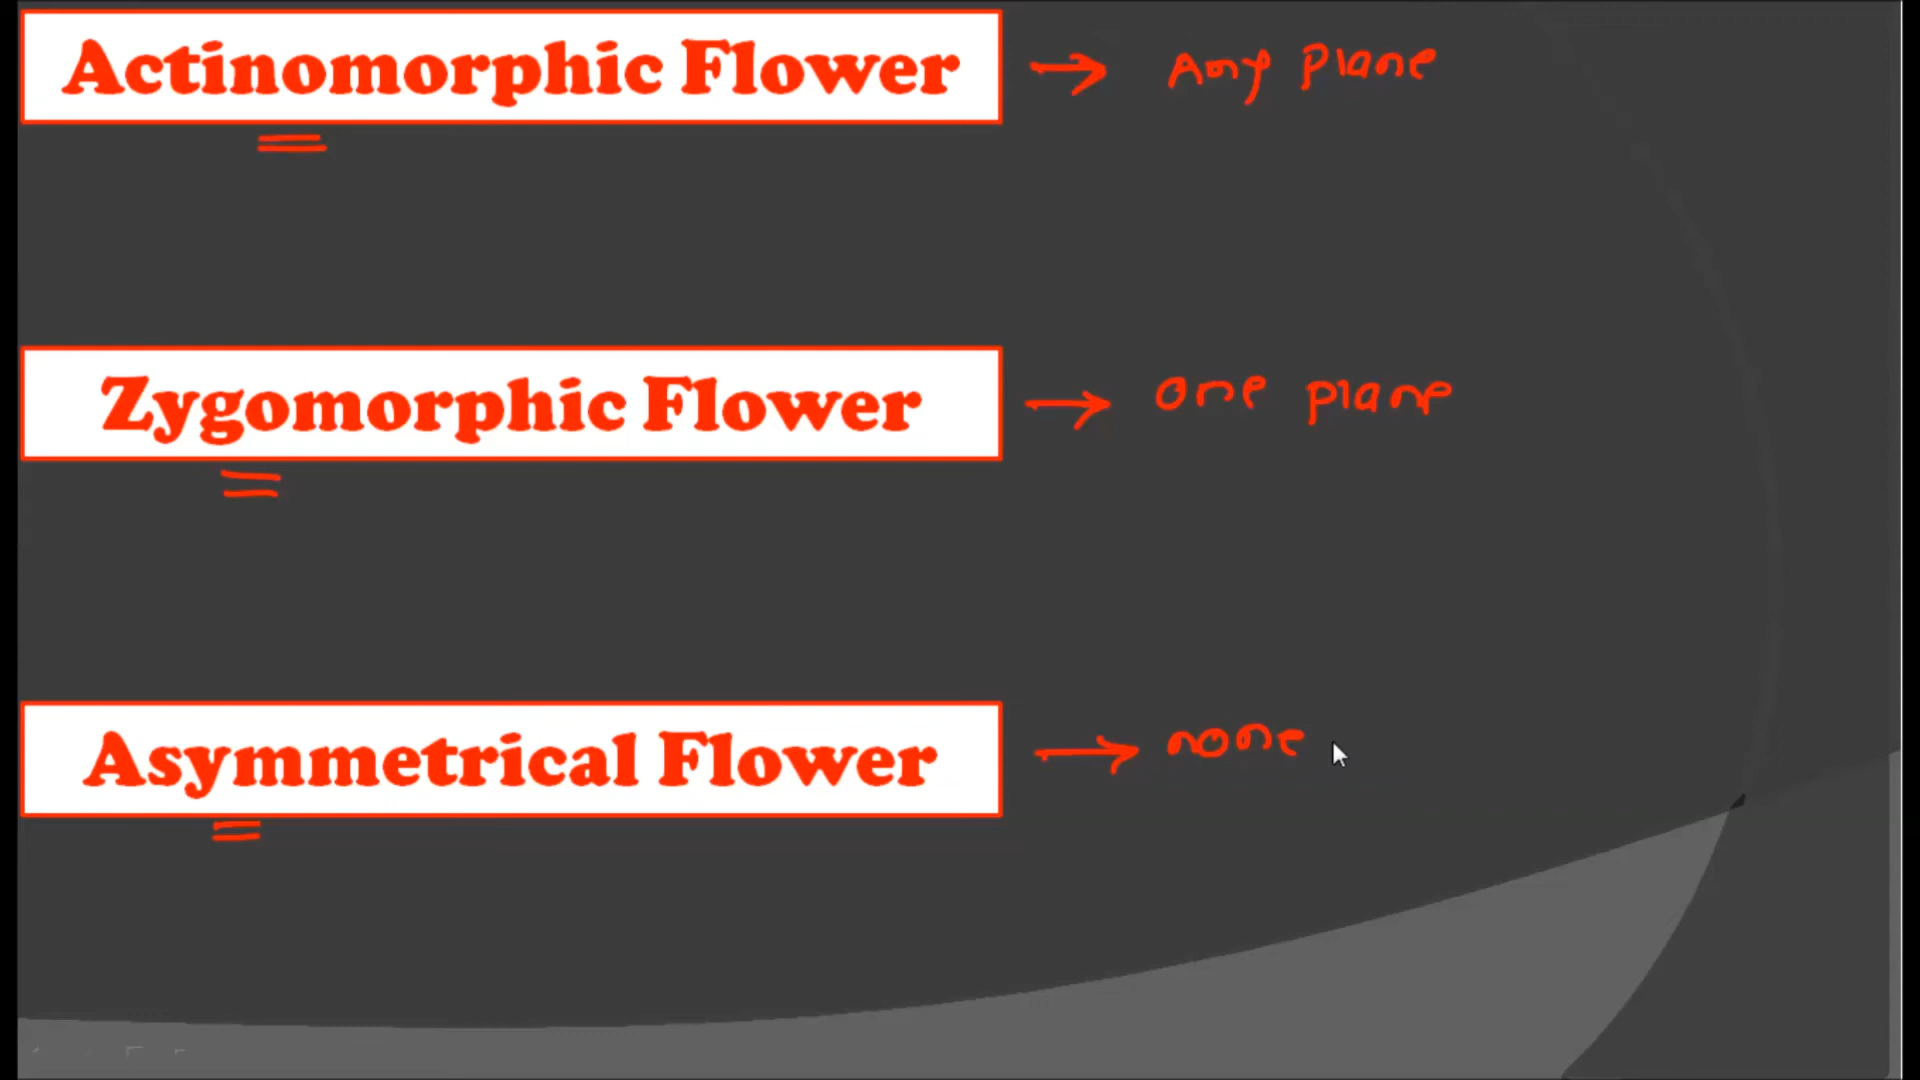 Actinomorphic Flower → Any plane
Zygomorphic Flower → one plane
Asymmetrical Flower → none